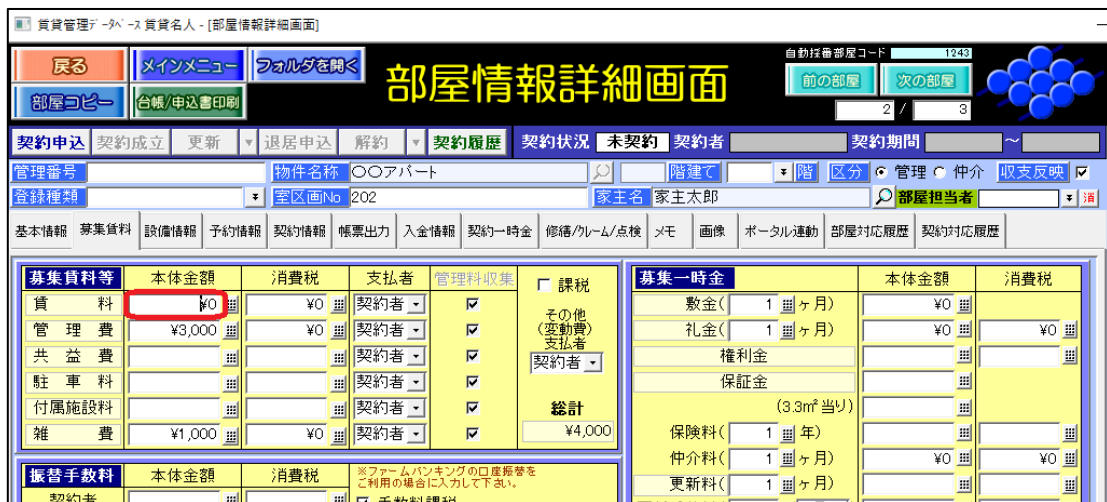 賃貸管理ﾃﾞｰﾀﾍﾞｰｽ 賃貸名人 - [部屋情報詳細画面]
戻る メインメニュー フォルダを開く 部屋情報詳細画面 自動採番部屋コード 1243
部屋コピー 台帳/申込書印刷 前の部屋 次の部屋
2 / 3
契約申込 契約成立 更新 退居申込 解約 契約履歴 契約状況 未契約 契約者 契約期間 ～
管理番号 物件名称 〇〇アパート 階建て 階 区分 管理 仲介 収支反映
登録種類 室区画No 202 家主名 家主太郎 部屋担当者 消
基本情報 募集賃料 設備情報 予約情報 契約情報 帳票出力 入金情報 契約一時金 修繕/クレーム/点検 メモ 画像 ポータル連動 部屋対応履歴 契約対応履歴
募集賃料等 本体金額 消費税 支払者 管理料収集 課税
賃料 ¥0 ¥0 契約者
管理費 ¥3,000 ¥0 契約者
共益費 契約者
駐車料 契約者
付属施設料 契約者
雑費 ¥1,000 ¥0 契約者
その他
(変動費)
支払者
契約者
総計
¥4,000
募集一時金 本体金額 消費税
敷金( 1 ヶ月) ¥0
礼金( 1 ヶ月) ¥0 ¥0
権利金
保証金
(3.3㎡当り)
保険料( 1 年)
仲介料( 1 ヶ月) ¥0 ¥0
更新料( 1 ヶ月)
振替手数料 本体金額 消費税 ※ファームバンキングの口座振替を
ご利用の場合に入力して下さい。
契約者 手数料課税